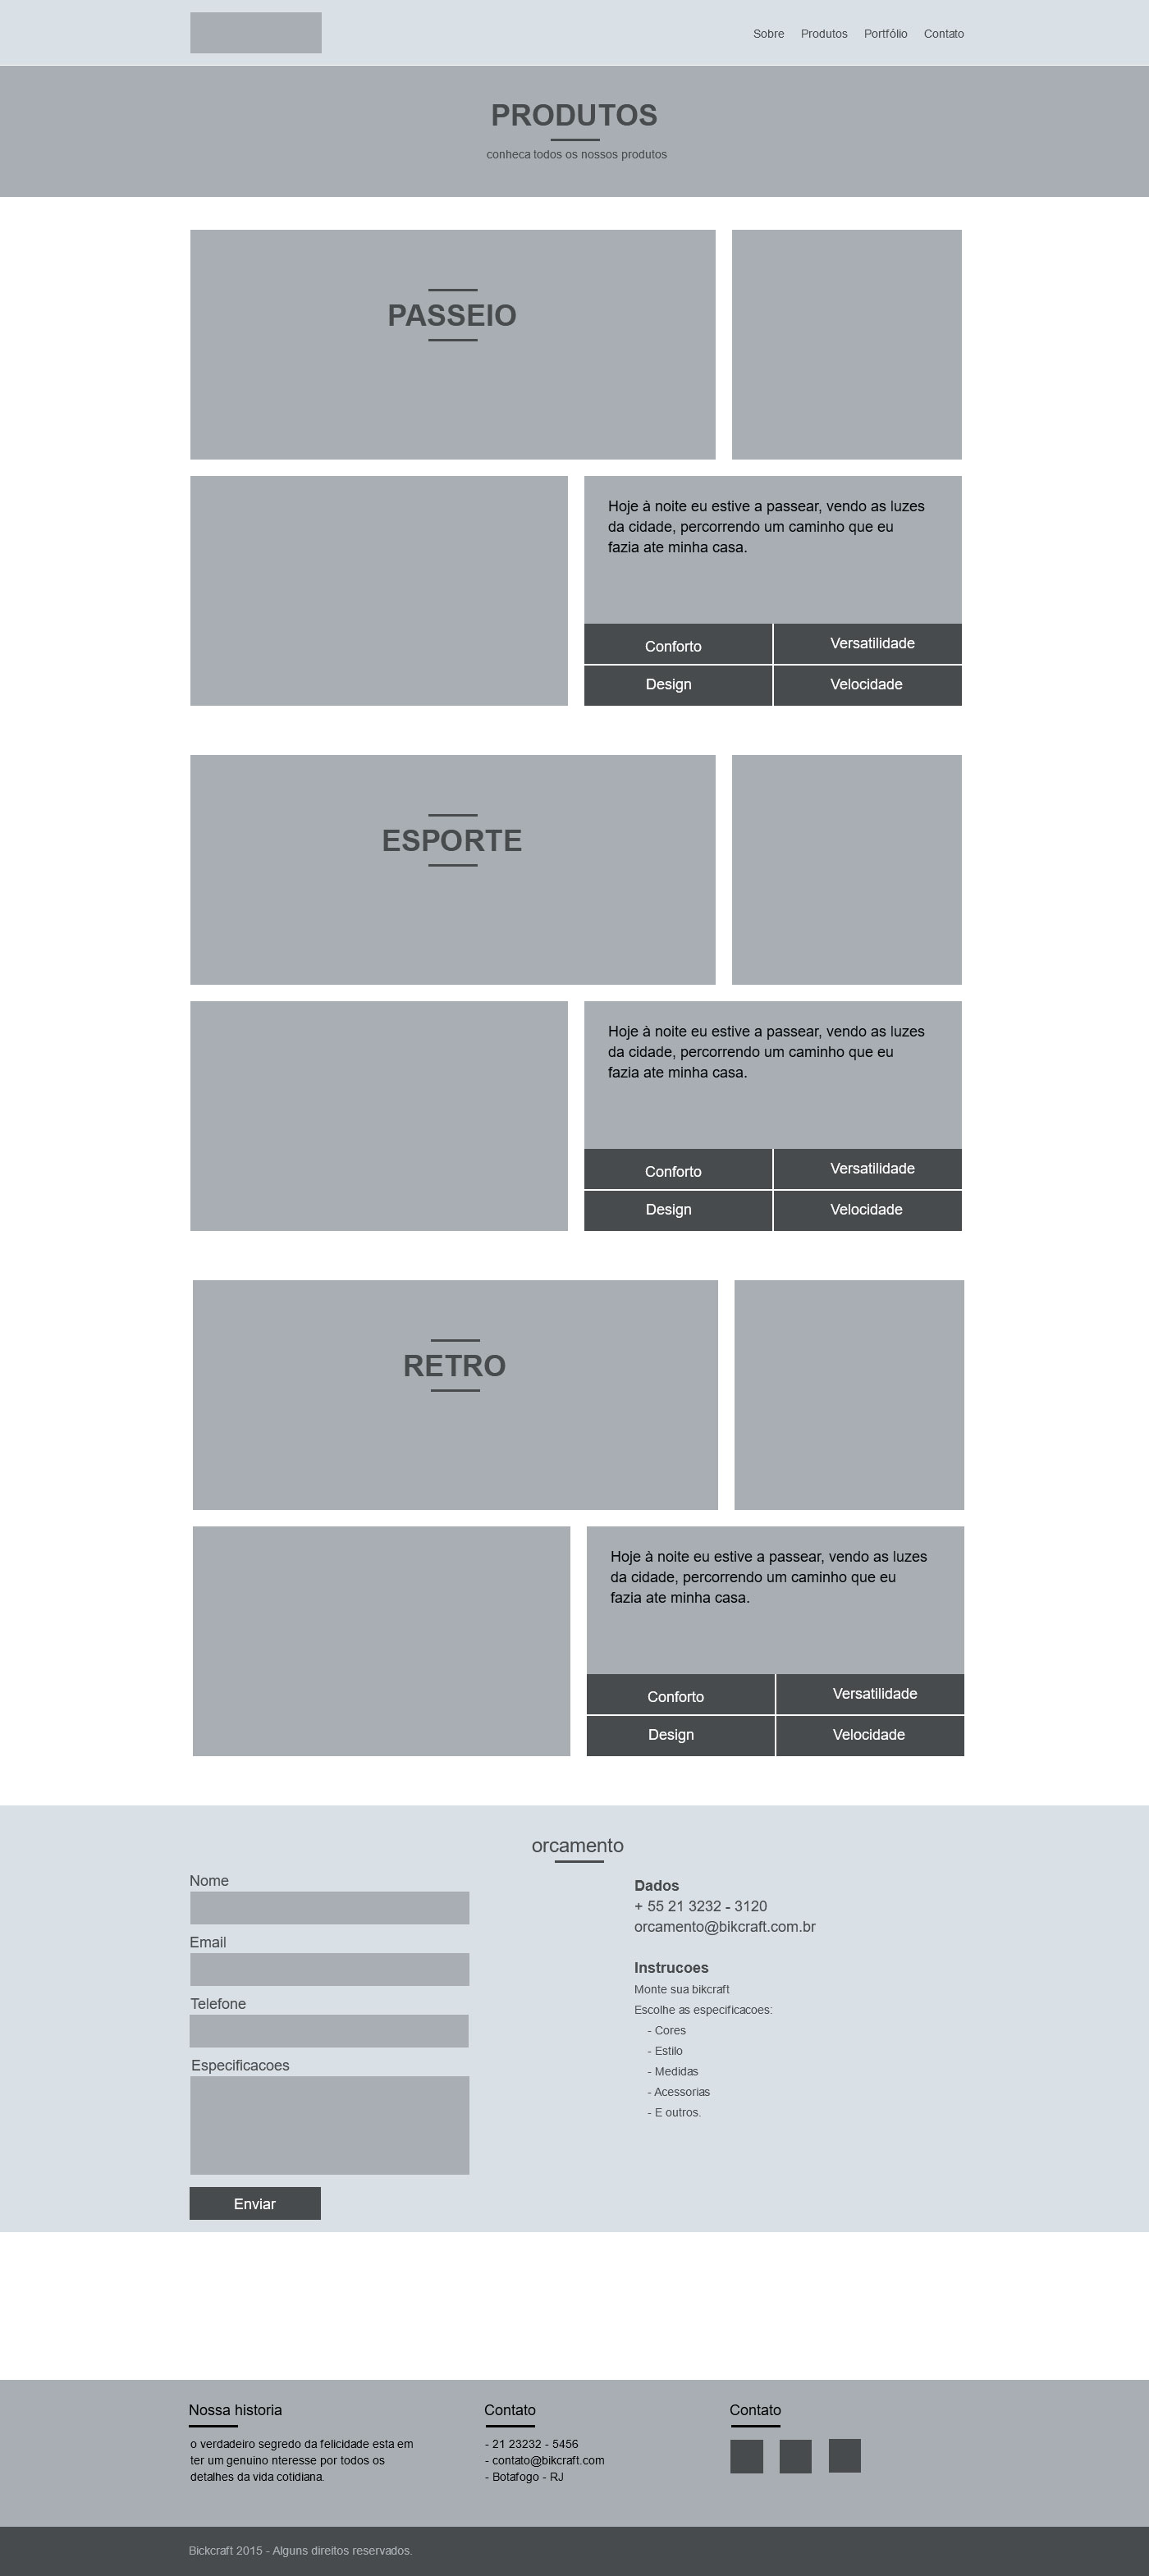 Sobre Produtos Portfólio Contato
PRODUTOS
conheca todos os nossos produtos
PASSEIO
Hoje à noite eu estive a passear, vendo as luzes
da cidade, percorrendo um caminho que eu
fazia ate minha casa.
Conforto Versatilidade
Design Velocidade
ESPORTE
Hoje à noite eu estive a passear, vendo as luzes
da cidade, percorrendo um caminho que eu
fazia ate minha casa.
Conforto Versatilidade
Design Velocidade
RETRO
Hoje à noite eu estive a passear, vendo as luzes
da cidade, percorrendo um caminho que eu
fazia ate minha casa.
Conforto Versatilidade
Design Velocidade
orcamento
Nome
Email
Telefone
Especificacoes
Enviar
Dados
+ 55 21 3232 - 3120
orcamento@bikcraft.com.br
Instrucoes
Monte sua bikcraft
Escolhe as especificacoes:
- Cores
- Estilo
- Medidas
- Acessorias
- E outros.
Nossa historia
o verdadeiro segredo da felicidade esta em
ter um genuino nteresse por todos os
detalhes da vida cotidiana.
Contato
- 21 23232 - 5456
- contato@bikcraft.com
- Botafogo - RJ
Contato
Bickcraft 2015 - Alguns direitos reservados.